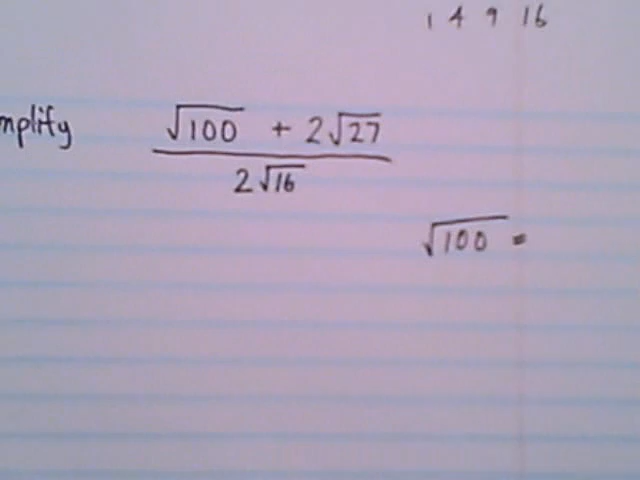 1 4 9 16
mplify √100 + 2√27
2√16
√100 =